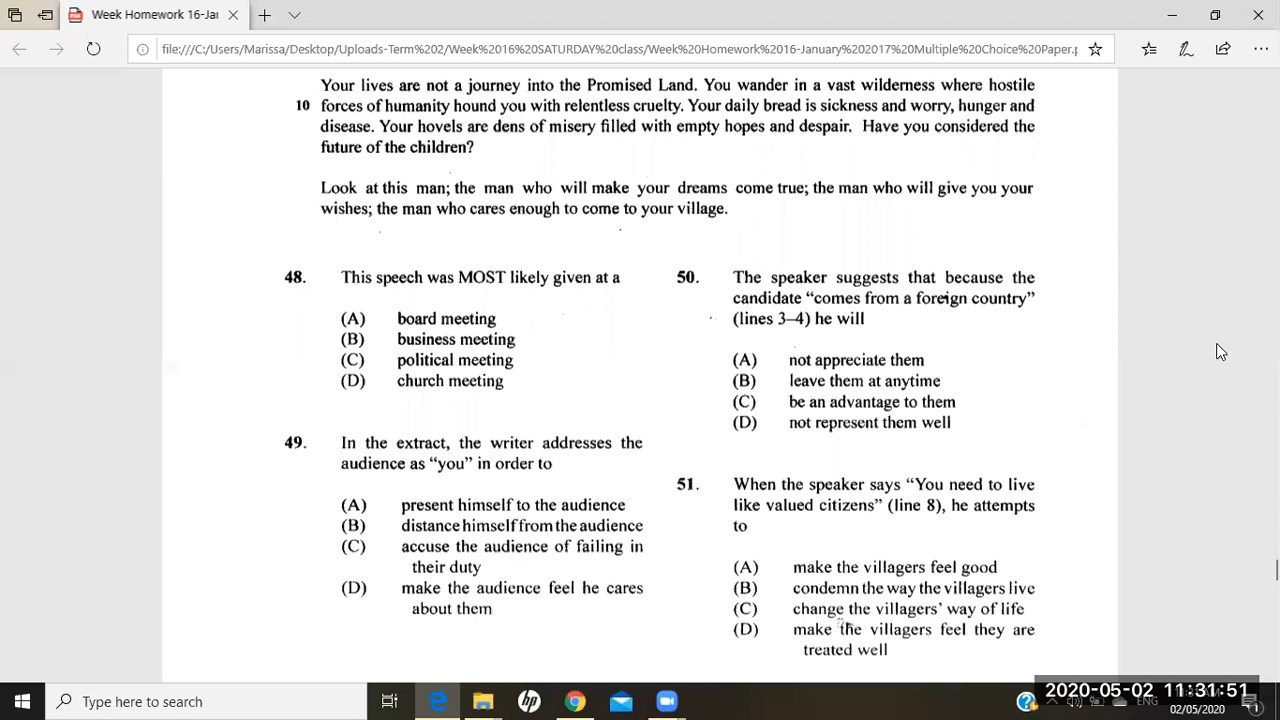 Week Homework 16-Jar
file:///C:/Users/Marissa/Desktop/Uploads-Term%202/Week%2016%20SATURDAY%20class/Week%20Homework%2016-January%202017%20Multiple%20Choice%20Paper.p
Your lives are not a journey into the Promised Land. You wander in a vast wilderness where hostile
10 forces of humanity hound you with relentless cruelty. Your daily bread is sickness and worry, hunger and
disease. Your hovels are dens of misery filled with empty hopes and despair. Have you considered the
future of the children?
Look at this man; the man who will make your dreams come true; the man who will give you your
wishes; the man who cares enough to come to your village.
48. This speech was MOST likely given at a
(A) board meeting
(B) business meeting
(C) political meeting
(D) church meeting
49. In the extract, the writer addresses the
audience as “you” in order to
(A) present himself to the audience
(B) distance himself from the audience
(C) accuse the audience of failing in
their duty
(D) make the audience feel he cares
about them
50. The speaker suggests that because the
candidate “comes from a foreign country”
(lines 3–4) he will
(A) not appreciate them
(B) leave them at anytime
(C) be an advantage to them
(D) not represent them well
51. When the speaker says “You need to live
like valued citizens” (line 8), he attempts
to
(A) make the villagers feel good
(B) condemn the way the villagers live
(C) change the villagers’ way of life
(D) make the villagers feel they are
treated well
Type here to search
ENG
2020-05-02 11:31:51
02/05/2020